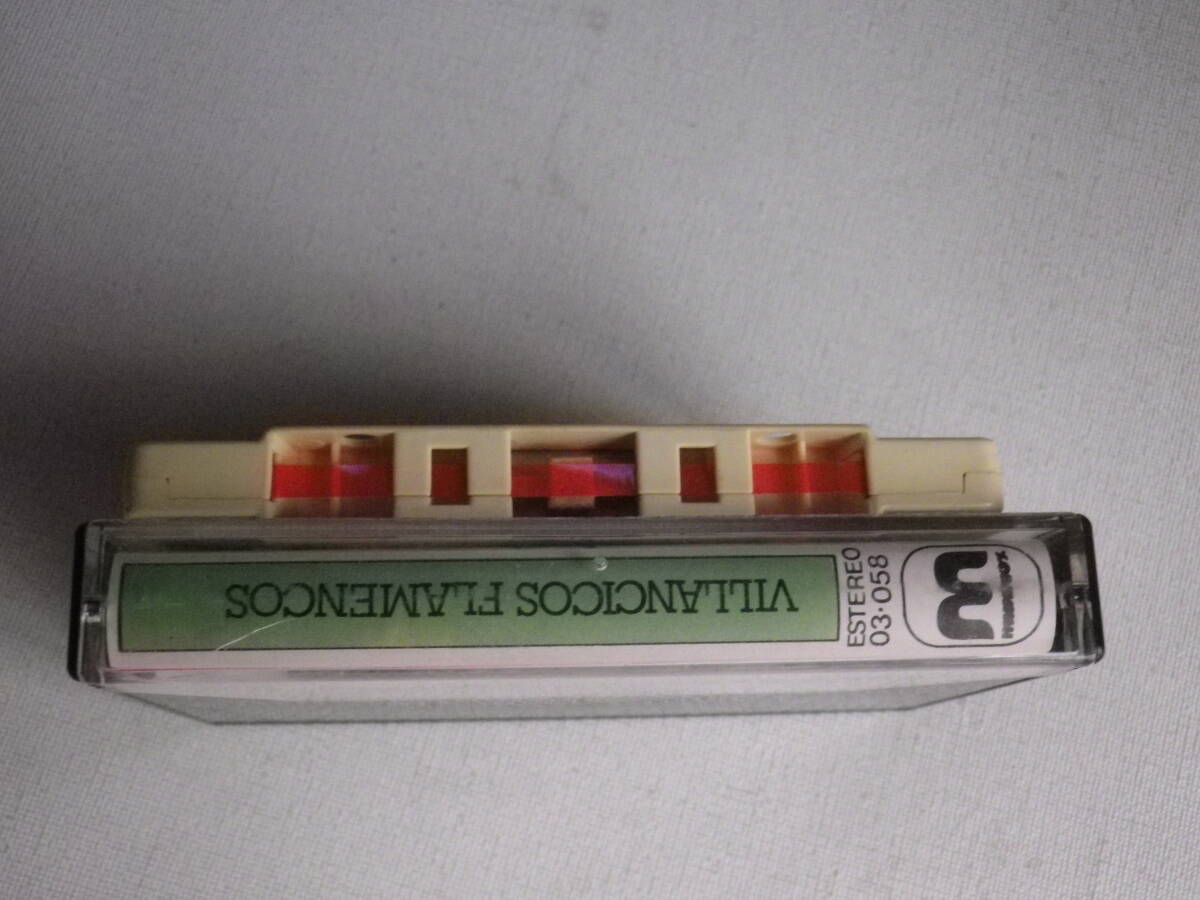 VILLANCICOS FLAMENCOS
ESTEREO
03·058